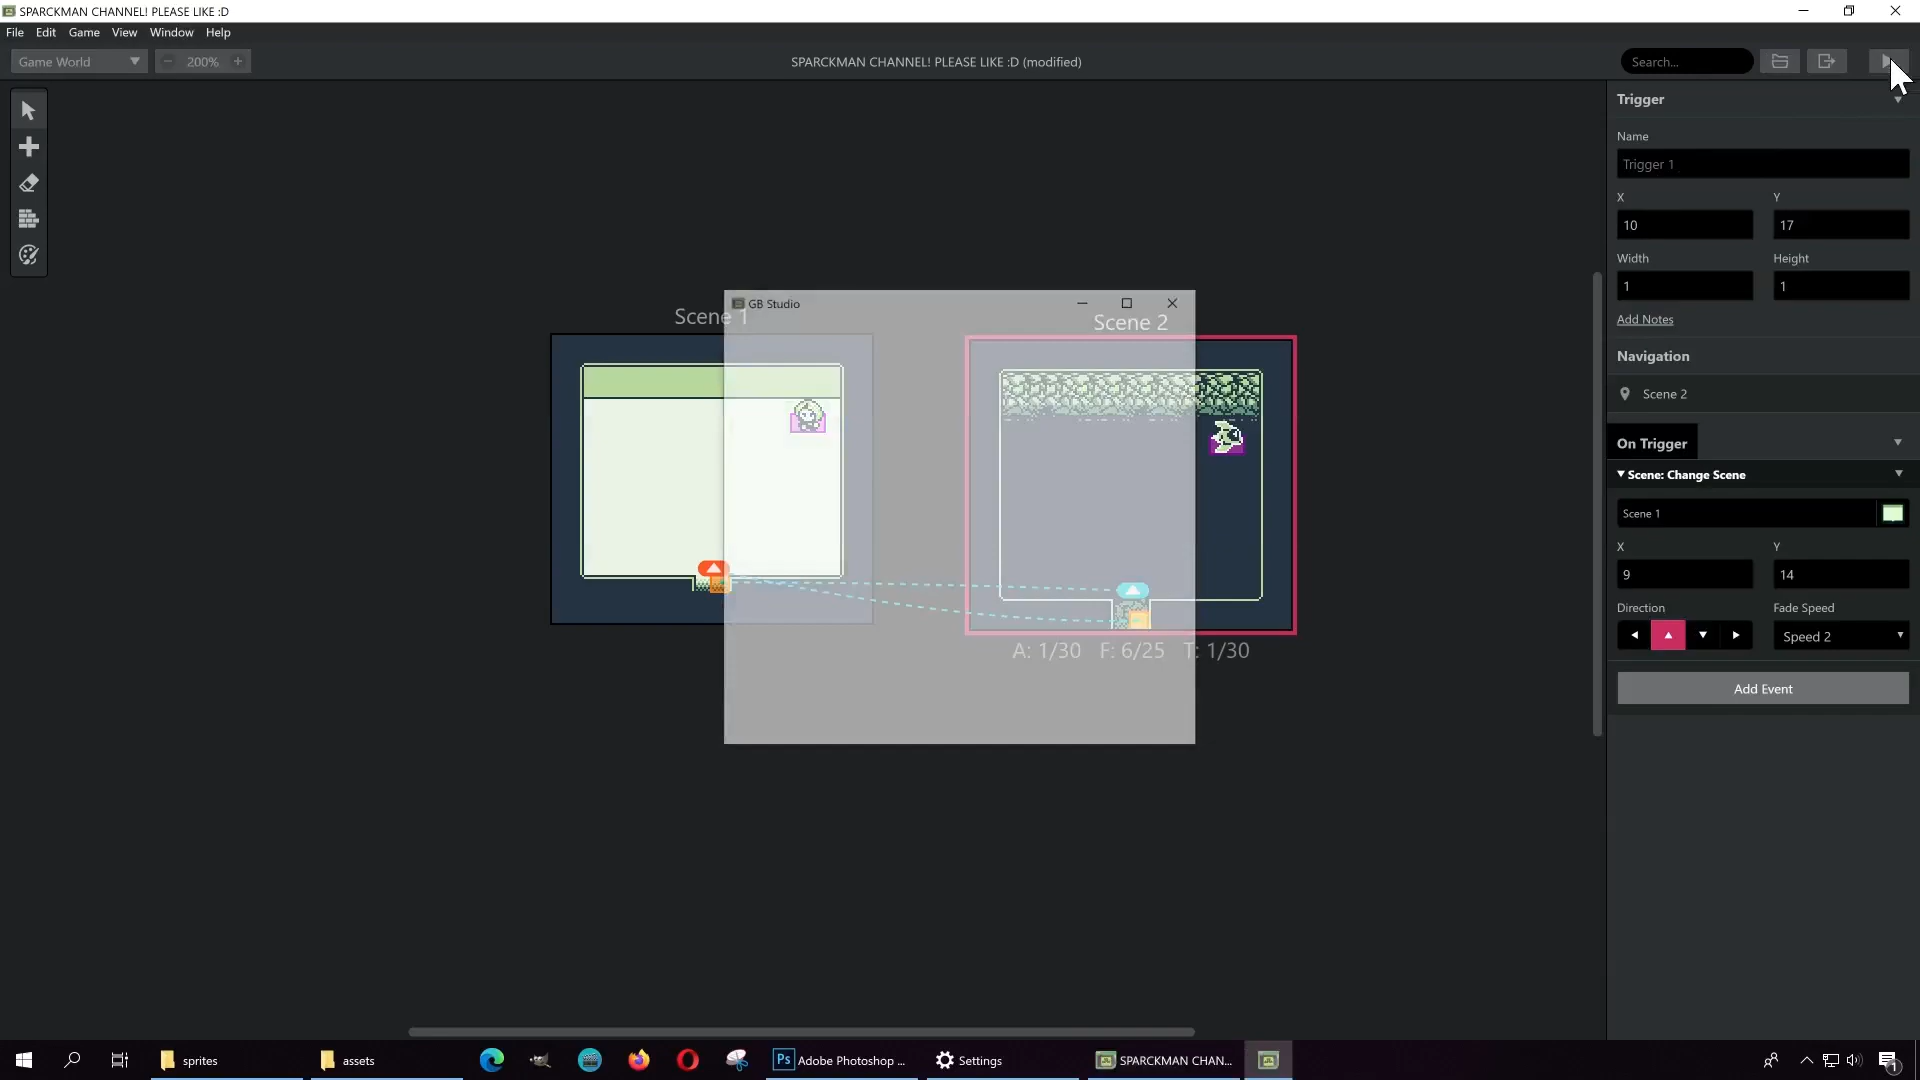 SPARCKMAN CHANNEL! PLEASE LIKE :D
File Edit Game View Window Help
Game World 200% SPARCKMAN CHANNEL! PLEASE LIKE :D (modified) Search...
Trigger
Name
Trigger 1
X Y
10 17
Width Height
1 1
Add Notes
Navigation
Scene 2
On Trigger
Scene: Change Scene
Scene 1
X Y
9 14
Direction Fade Speed
Speed 2
Add Event
GB Studio
Scene 1
Scene 2
A: 1/30 F: 6/25 T: 1/30
sprites assets Ps Adobe Photoshop ... Settings SPARCKMAN CHAN... 1